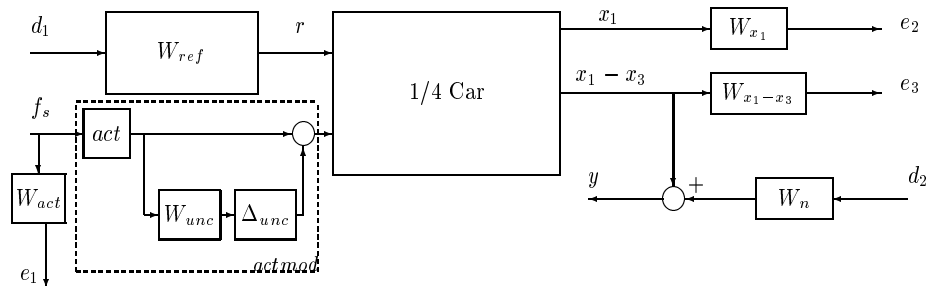 d₁
W_ref
r
1/4 Car
x₁
W_x₁
e₂
x₁ − x₃
W_x₁−x₃
e₃
f_s
act
W_act
W_unc
Δ_unc
actmod
e₁
y
+
W_n
d₂